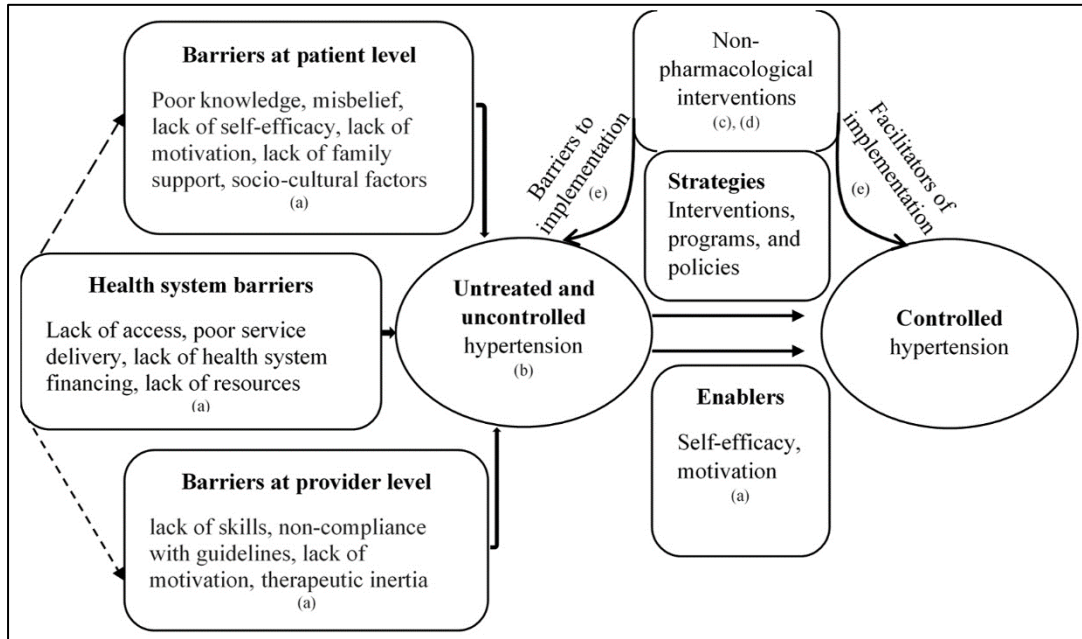 Barriers at patient level
Poor knowledge, misbelief,
lack of self-efficacy, lack of
motivation, lack of family
support, socio-cultural factors
(a)
Health system barriers
Lack of access, poor service
delivery, lack of health system
financing, lack of resources
(a)
Barriers at provider level
lack of skills, non-compliance
with guidelines, lack of
motivation, therapeutic inertia
(a)
Untreated and
uncontrolled
hypertension
(b)
Non-
pharmacological
interventions
(c), (d)
Barriers to
implementation
(e)
Facilitators of
implementation
(e)
Strategies
Interventions,
programs, and
policies
Enablers
Self-efficacy,
motivation
(a)
Controlled
hypertension